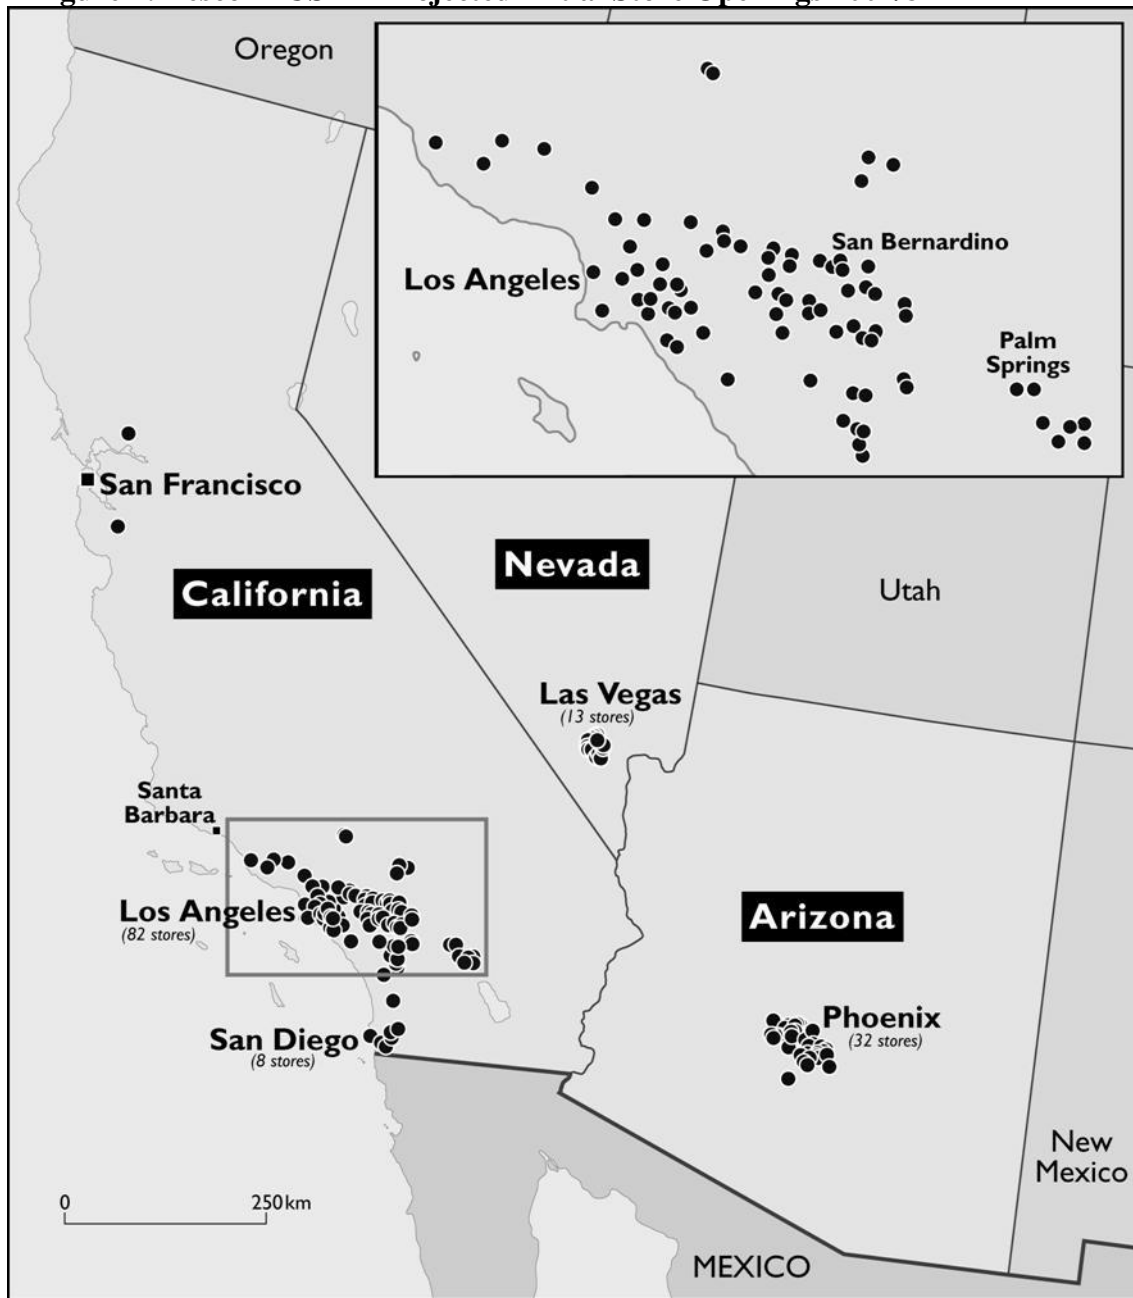 Oregon
San Bernardino
Los Angeles
Palm
Springs
San Francisco
Nevada
California
Utah
Las Vegas
(13 stores)
Santa
Barbara
Los Angeles
(82 stores)
Arizona
Phoenix
(32 stores)
San Diego
(8 stores)
New
Mexico
0 250km
MEXICO